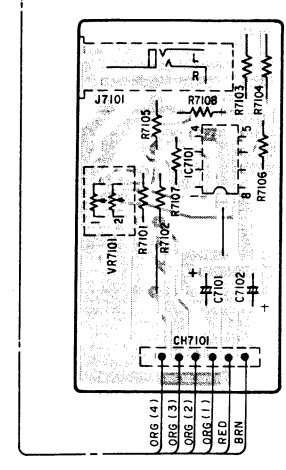 L
R
J7101
R7103
R7104
R7108
R7105
4
5
IC7101
R7106
R7107
8
2
1
VR7101
R7101
R7102
+
C7101
C7102
+
CH7101
ORG (4)
ORG (3)
ORG (2)
ORG (1)
RED
BRN